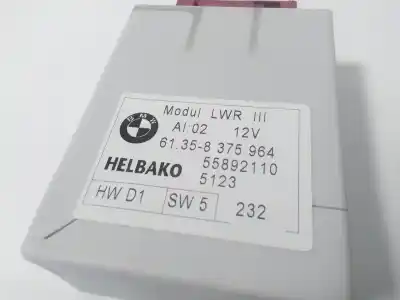 Modul LWR III
AI:02 12V
61.35-8 375 964
HELBAKO 55892110
5123
HW D1 SW 5 232